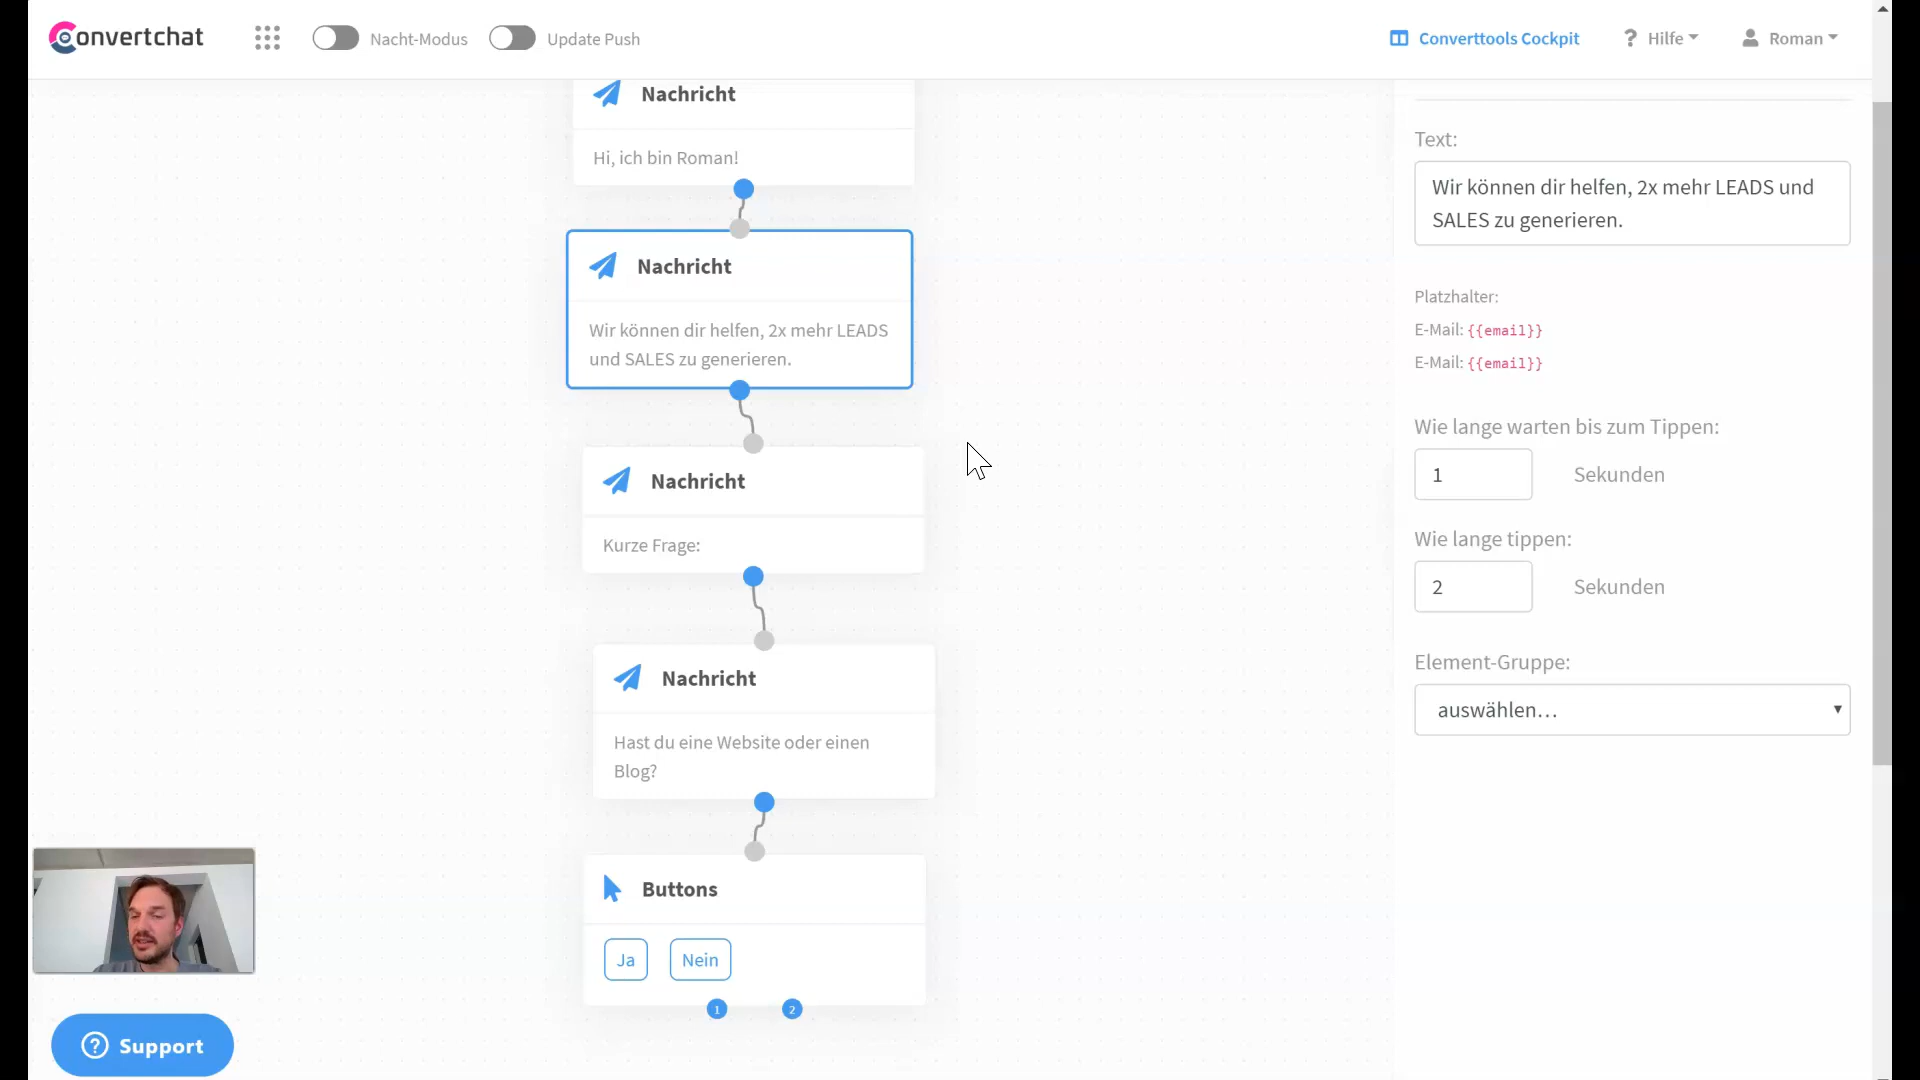 Convertchat
Nacht-Modus
Update Push
Converttools Cockpit
? Hilfe
Roman
Nachricht
Hi, ich bin Roman!
Nachricht
Wir können dir helfen, 2x mehr LEADS
und SALES zu generieren.
Nachricht
Kurze Frage:
Nachricht
Hast du eine Website oder einen
Blog?
Buttons
Ja
Nein
1
2
Text:
Wir können dir helfen, 2x mehr LEADS und
SALES zu generieren.
Platzhalter:
E-Mail: {{email}}
E-Mail: {{email}}
Wie lange warten bis zum Tippen:
1 Sekunden
Wie lange tippen:
2 Sekunden
Element-Gruppe:
auswählen...
? Support